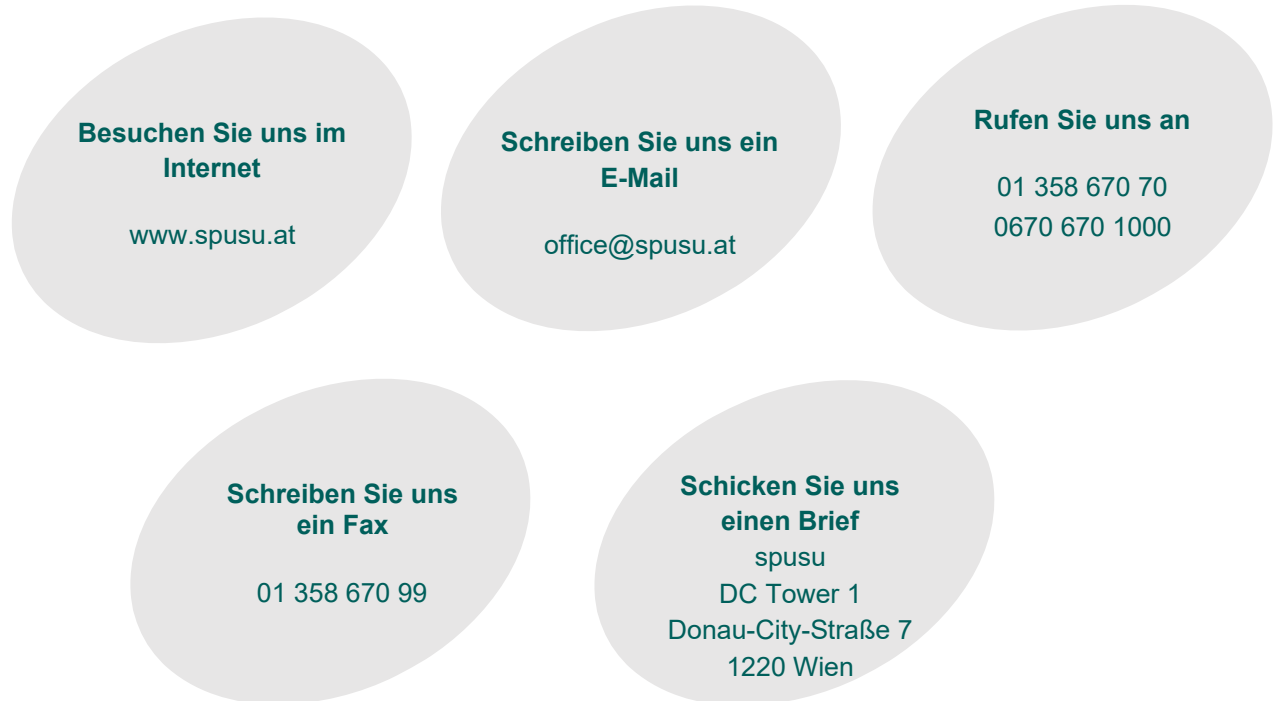 Besuchen Sie uns im
Internet
www.spusu.at
Schreiben Sie uns ein
E-Mail
office@spusu.at
Rufen Sie uns an
01 358 670 70
0670 670 1000
Schreiben Sie uns
ein Fax
01 358 670 99
Schicken Sie uns
einen Brief
spusu
DC Tower 1
Donau-City-Straße 7
1220 Wien